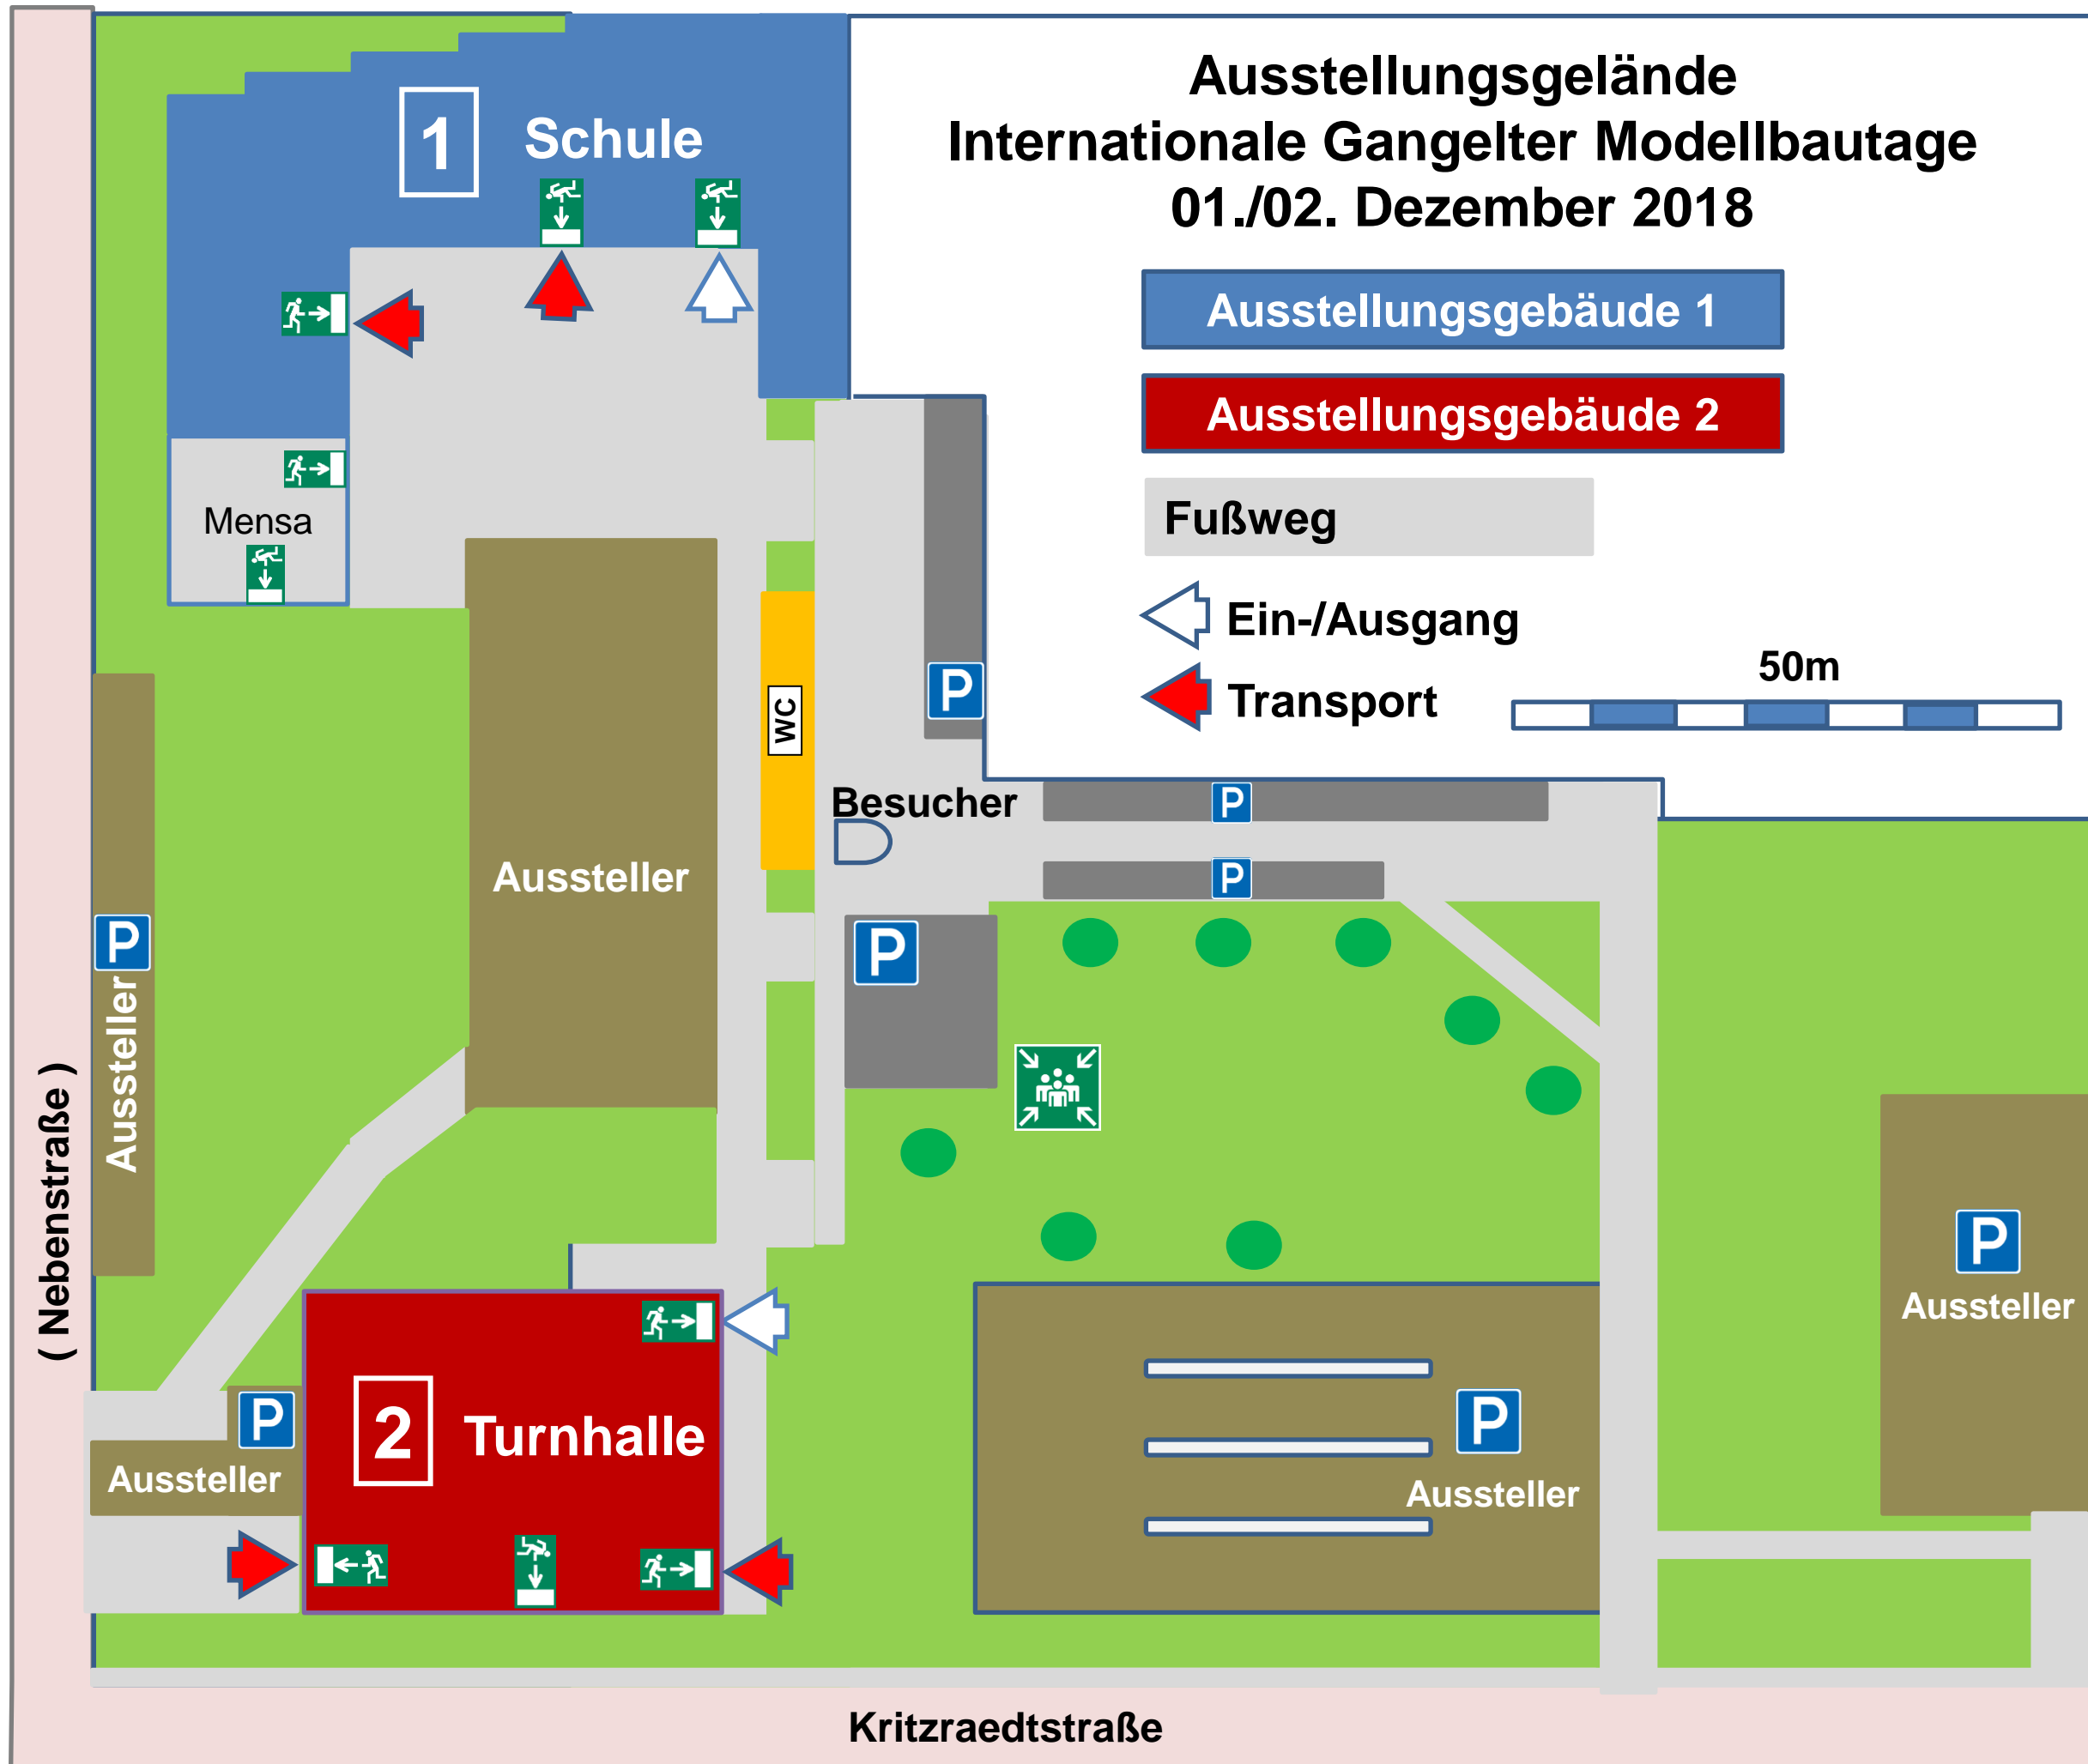 Ausstellungsgelände
Internationale Gangelter Modellbautage
01./02. Dezember 2018
1 Schule
Ausstellungsgebäude 1
Ausstellungsgebäude 2
Fußweg
Mensa
Ein-/Ausgang
Transport
50m
P
WC
Besucher
P
P
Aussteller
P
Aussteller
P
( Nebenstraße )
P
Aussteller
P
Aussteller
2 Turnhalle
P
Aussteller
Kritzraedtstraße